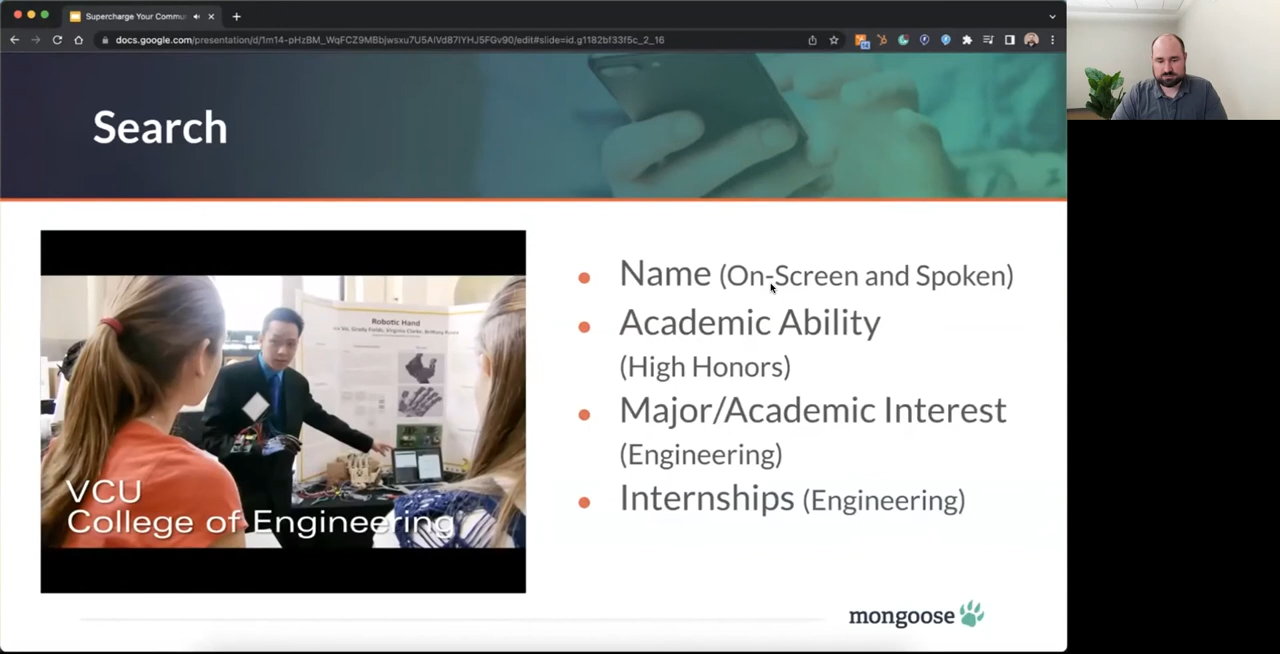 Supercharge Your Commu
docs.google.com/presentation/d/1m14-pHzBM_WqFCZ9MBbjwsxu7U5AIVd87IYHJ5FGv90/edit#slide=id.g1182bf33f5c_2_16
Search
Robotic Hand
VCU
College of Engineering
Name (On-Screen and Spoken)
Academic Ability
(High Honors)
Major/Academic Interest
(Engineering)
Internships (Engineering)
mongoose